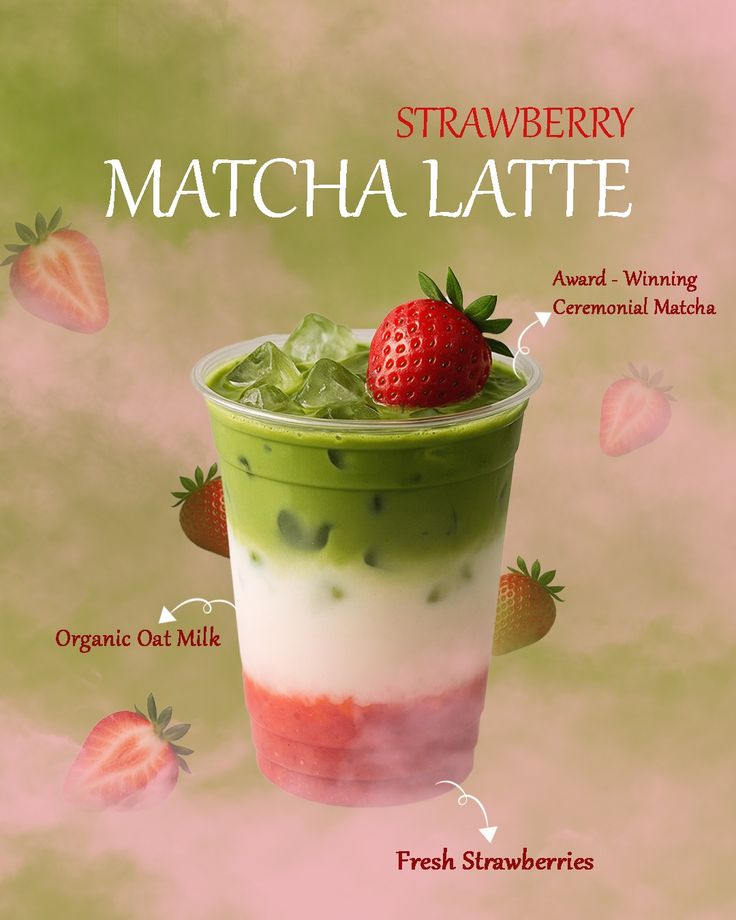 STRAWBERRY
MATCHA LATTE
Award - Winning
Ceremonial Matcha
Organic Oat Milk
Fresh Strawberries